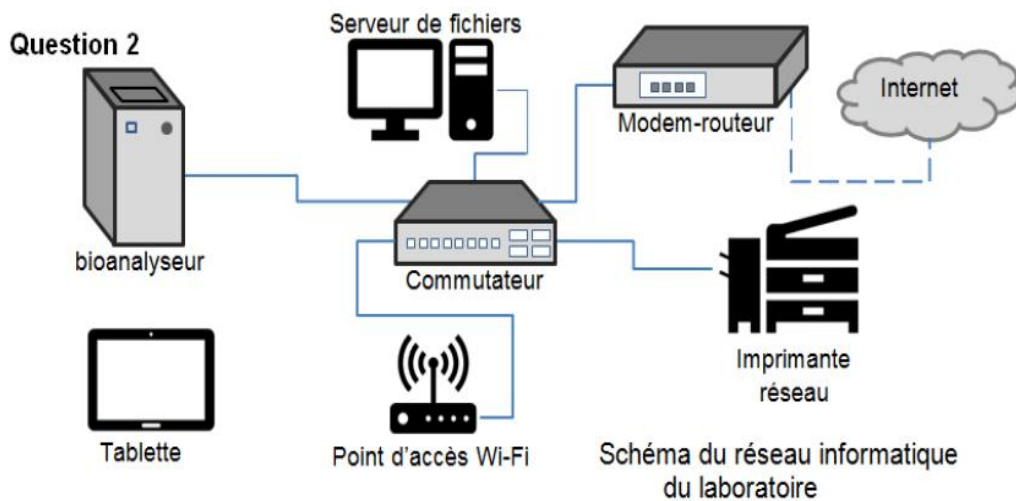 Serveur de fichiers
Question 2
Internet
Modem-routeur
bioanalyseur
Commutateur
Imprimante
réseau
Tablette
Point d'accès Wi-Fi
Schéma du réseau informatique
du laboratoire